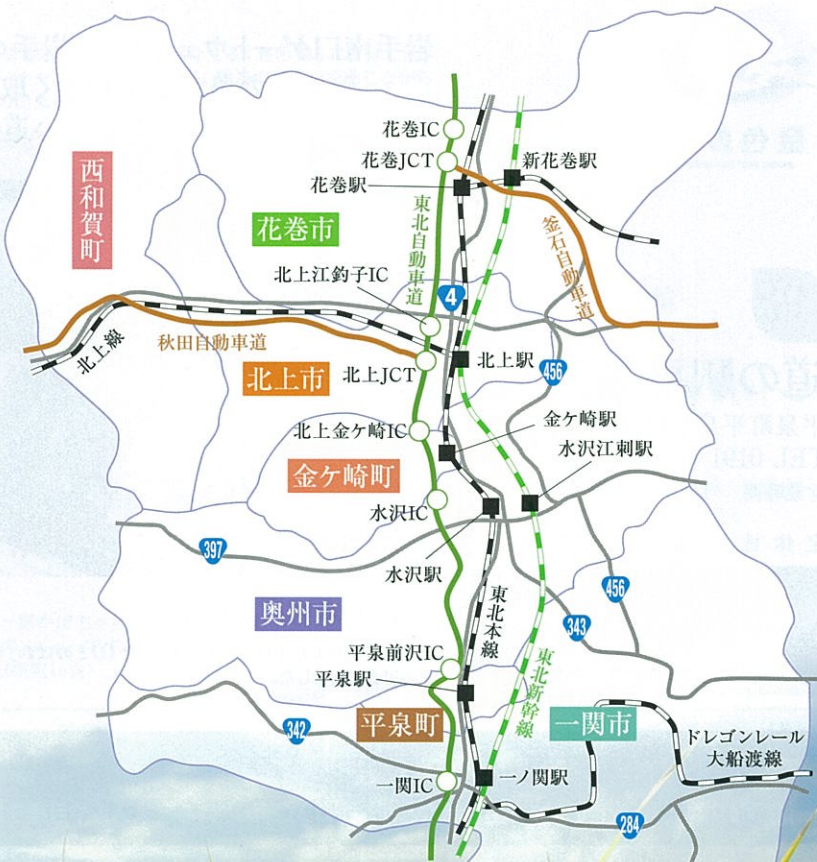 花巻IC
花巻JCT
新花巻駅
花巻駅
西和賀町
花巻市
東北自動車道
釜石自動車道
北上江釣子IC
4
北上線
秋田自動車道
北上市
北上JCT
北上駅
456
北上金ケ崎IC
金ケ崎駅
水沢江刺駅
金ケ崎町
水沢IC
397
水沢駅
456
奥州市
東北本線
343
平泉前沢IC
平泉駅
東北新幹線
平泉町
一関市
342
ドレゴンレール
大船渡線
一関IC
一ノ関駅
284